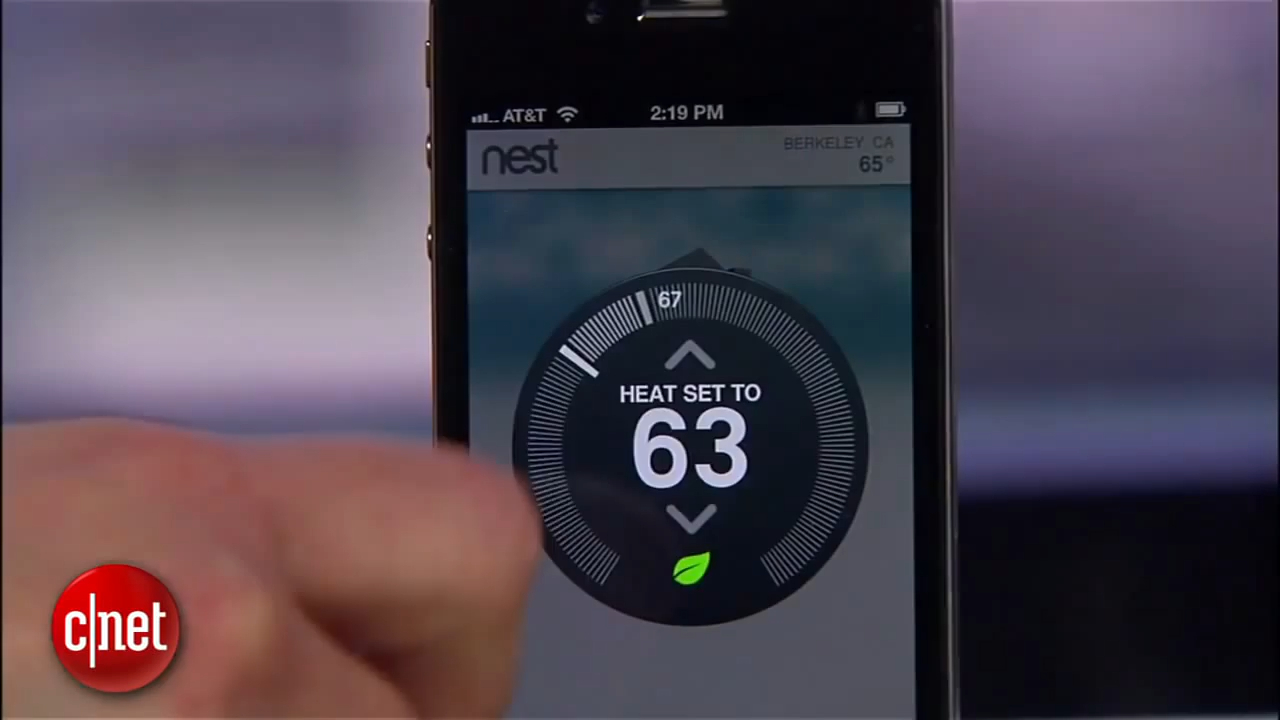 AT&T 2:19 PM
nest
BERKELEY, CA
65°
67
HEAT SET TO
63
c|net